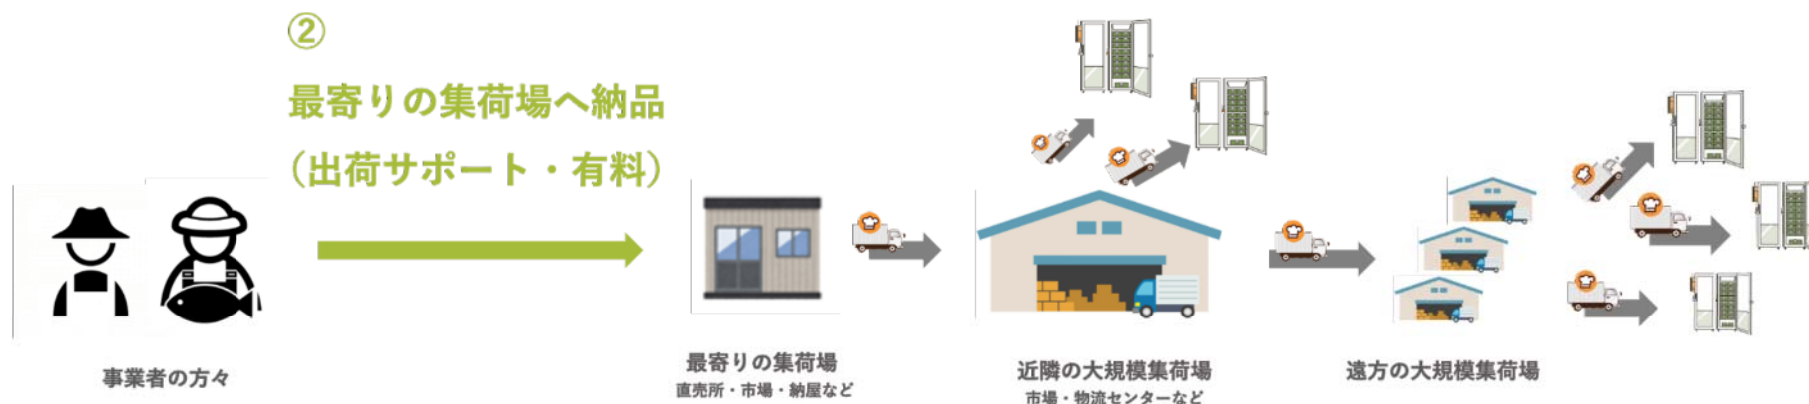 ②
最寄りの集荷場へ納品
（出荷サポート・有料）
事業者の方々
最寄りの集荷場
直売所・市場・納屋など
近隣の大規模集荷場
市場・物流センターなど
遠方の大規模集荷場